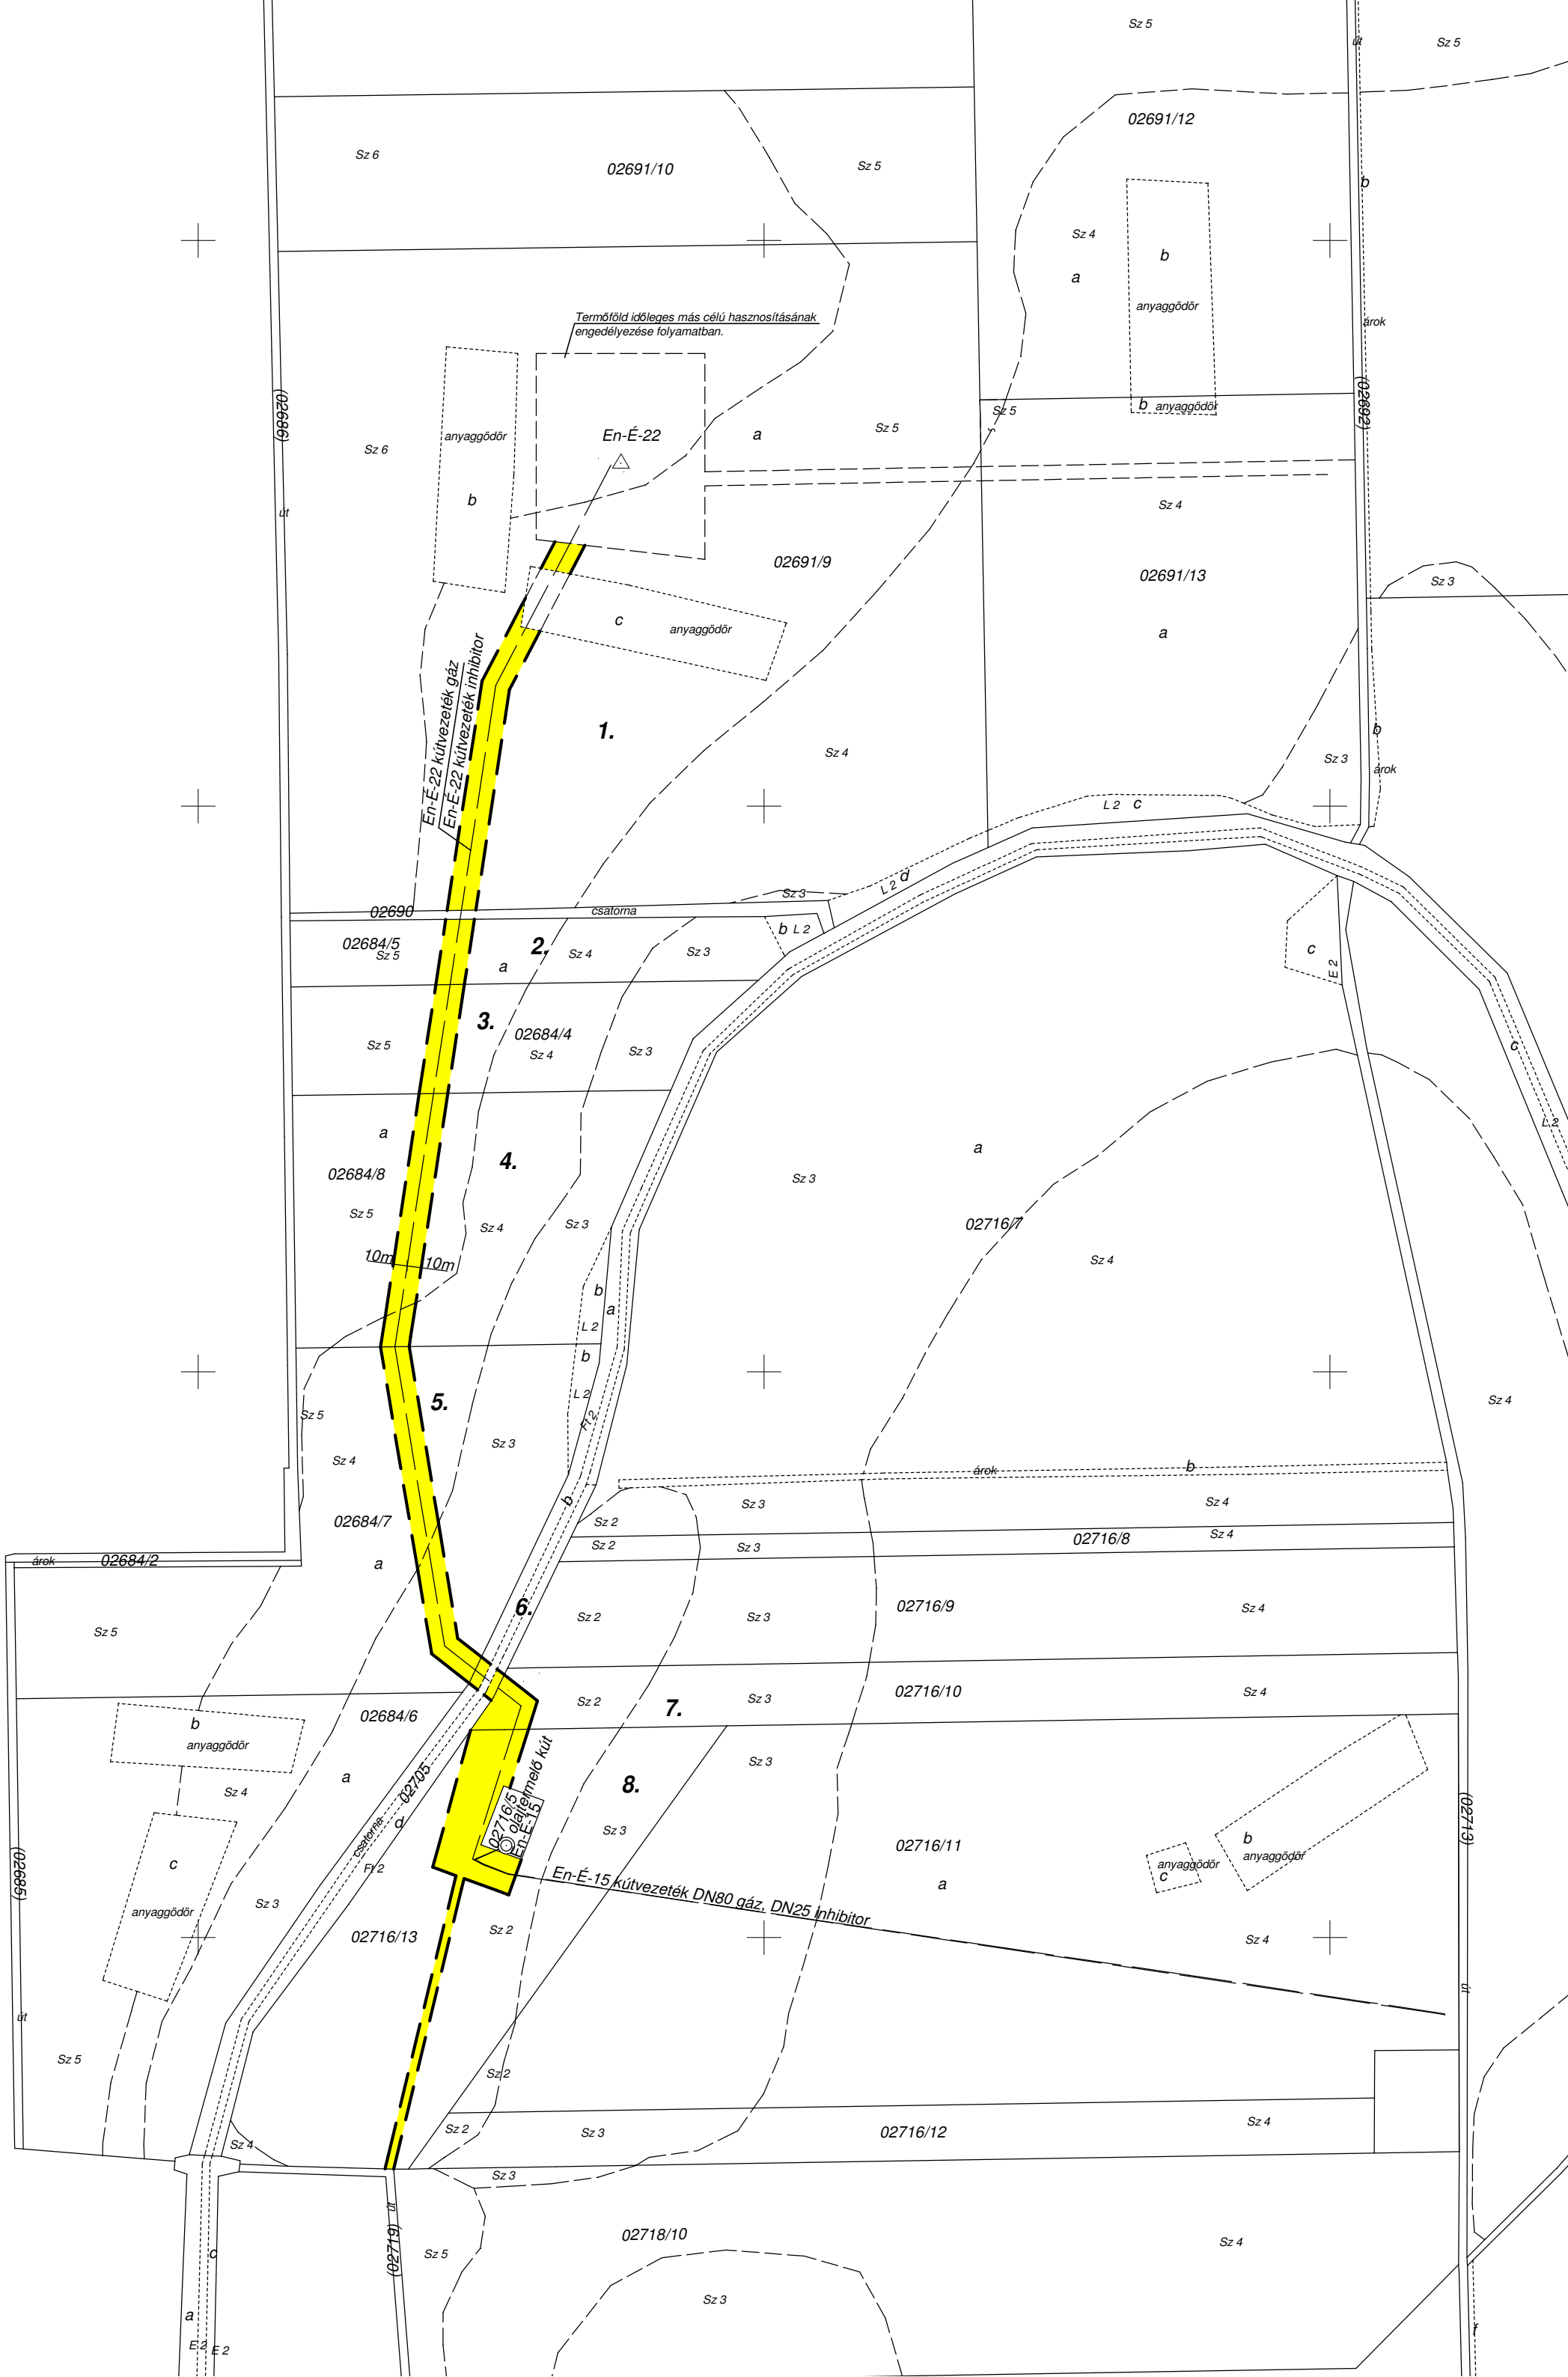 Sz 5
út
Sz 5
02691/12
Sz 6
02691/10
Sz 5
b
Sz 4
b
a
anyaggödör
Termőföld időleges más célú hasznosításának
engedélyezése folyamatban.
árok
(02686)
(02692)
b anyaggödör
Sz 5
anyaggödör
En-É-22
a
Sz 5
Sz 6
b
út
Sz 4
02691/9
02691/13
Sz 3
c
anyaggödör
a
En-É-22 kútvezeték gáz
En-É-22 kútvezeték inhibitor
1.
b
Sz 4
Sz 3
árok
L 2 c
L 2 d
Sz 3
02690
csatorna
b L 2
02684/5
Sz 5
2.
Sz 4
Sz 3
a
c
E 2
3.
02684/4
Sz 5
Sz 4
Sz 3
c
L 2
a
4.
a
02684/8
Sz 3
Sz 5
Sz 4
Sz 3
02716/7
10m
10m
Sz 4
b
a
L 2
b
L 2
5.
Sz 5
Ft 2
Sz 4
Sz 3
Sz 4
árok
b
b
Sz 3
Sz 4
02684/7
Sz 2
02716/8
Sz 4
Sz 2
Sz 3
árok
02684/2
a
6.
02716/9
Sz 2
Sz 3
Sz 4
Sz 5
02716/10
Sz 2
Sz 3
Sz 4
7.
02684/6
b
anyaggödör
Sz 3
a
02705
8.
Sz 4
csatorna
d
02716/5
olajtermelő kút
En-É-15
Sz 3
(02713)
02716/11
b
anyaggödör
anyaggödör
c
c
Ft 2
(02685)
a
En-É-15 kútvezeték DN80 gáz, DN25 inhibitor
Sz 3
anyaggödör
02716/13
Sz 2
Sz 4
út
út
Sz 5
Sz 2
Sz 2
Sz 3
02716/12
Sz 4
Sz 4
Sz 3
út
(02719)
02718/10
c
Sz 5
Sz 4
Sz 3
a
E 2
E 2
f